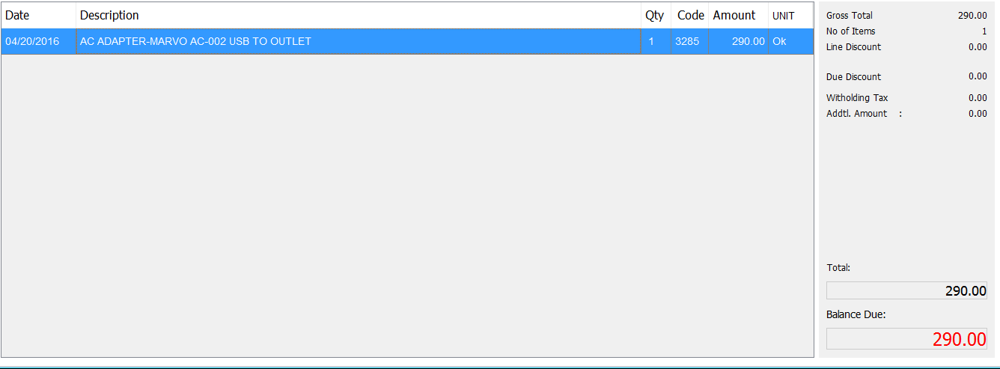 Date Description Qty Code Amount UNIT
04/20/2016 AC ADAPTER-MARVO AC-002 USB TO OUTLET 1 3285 290.00 Ok
Gross Total 290.00
No of Items 1
Line Discount 0.00
Due Discount 0.00
Witholding Tax 0.00
Addtl. Amount : 0.00
Total:
290.00
Balance Due:
290.00